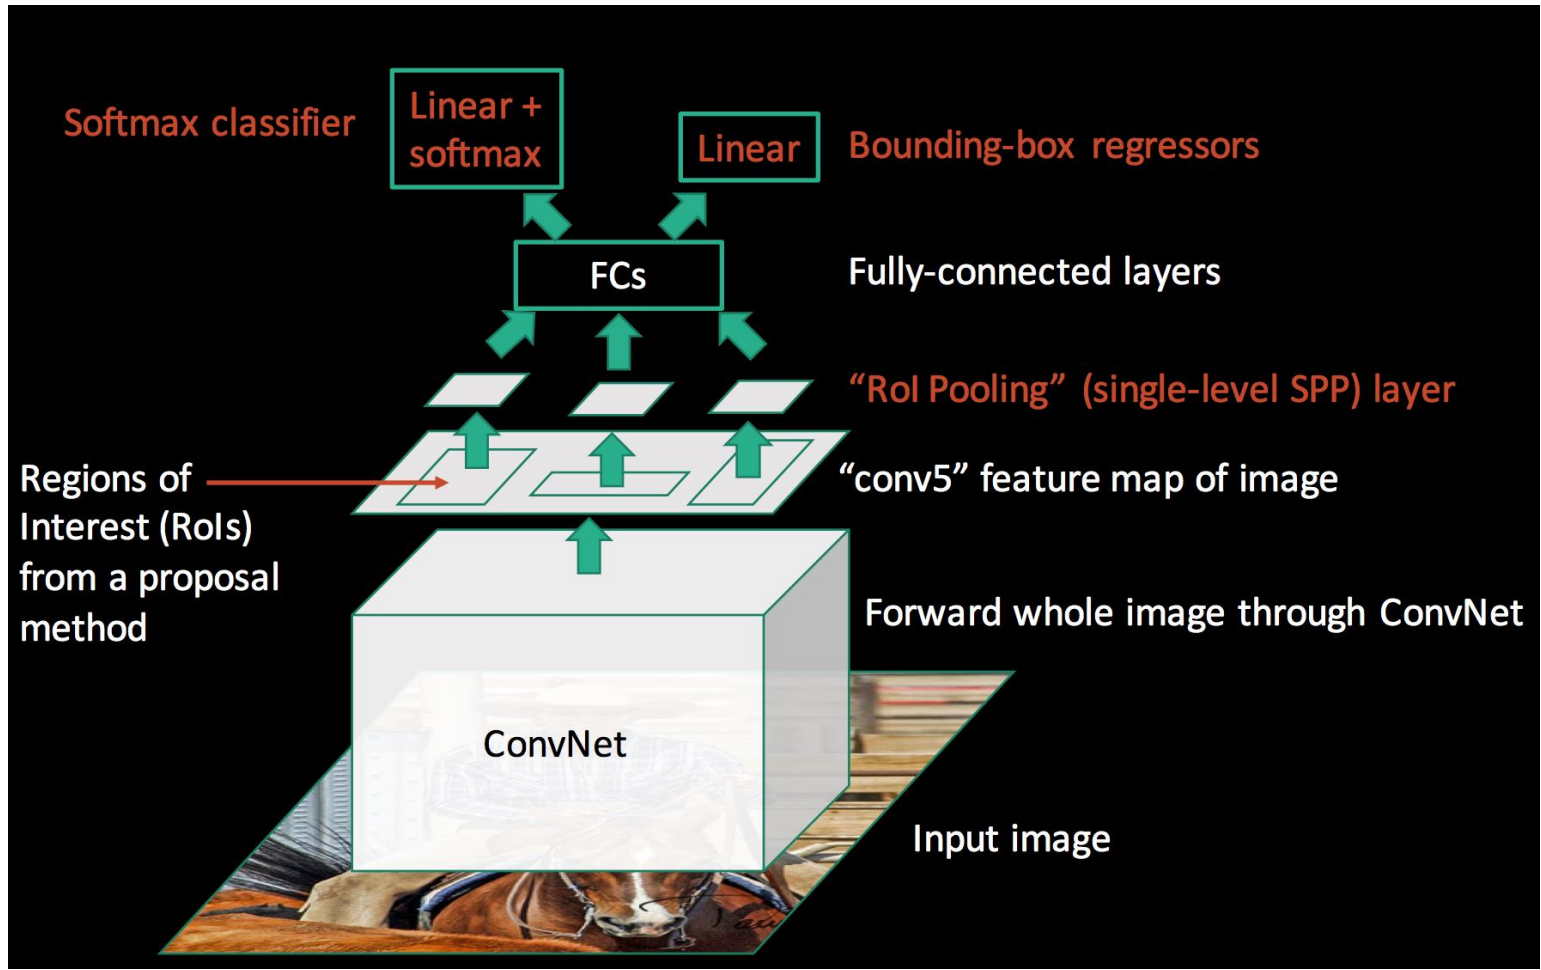 Softmax classifier
Linear +
softmax
Linear
Bounding-box regressors
FCs
Fully-connected layers
“RoI Pooling” (single-level SPP) layer
Regions of
Interest (RoIs)
from a proposal
method
“conv5” feature map of image
Forward whole image through ConvNet
ConvNet
Input image